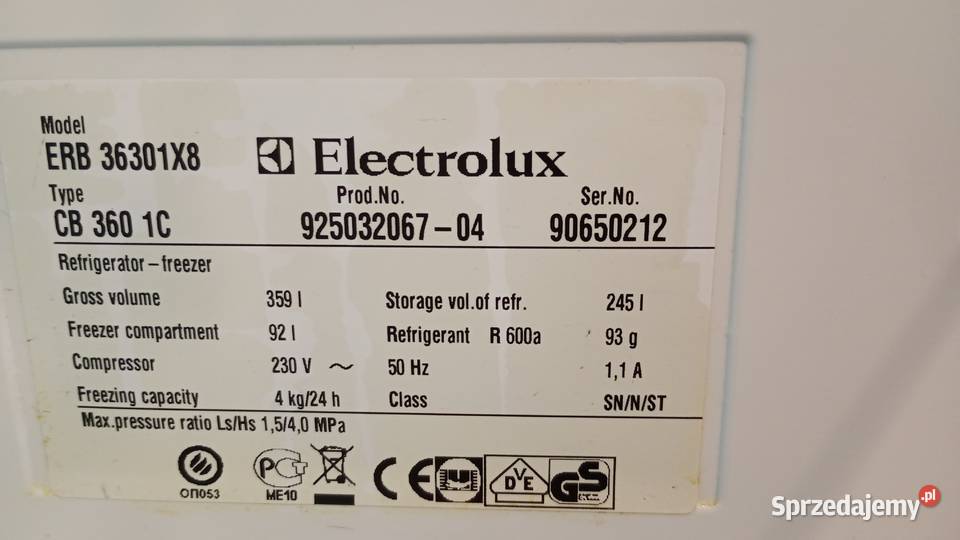 Model
ERB 36301X8 Electrolux
Type Prod.No. Ser.No.
CB 360 1C 925032067-04 90650212
Refrigerator-freezer
Gross volume 359 l Storage vol.of refr. 245 l
Freezer compartment 92 l Refrigerant R 600a 93 g
Compressor 230 V ~ 50 Hz 1,1 A
Freezing capacity 4 kg/24 h Class SN/N/ST
Max.pressure ratio Ls/Hs 1,5/4,0 MPa
ОП053 РСТ ME10 CE DVE GS
Sprzedajemy.pl